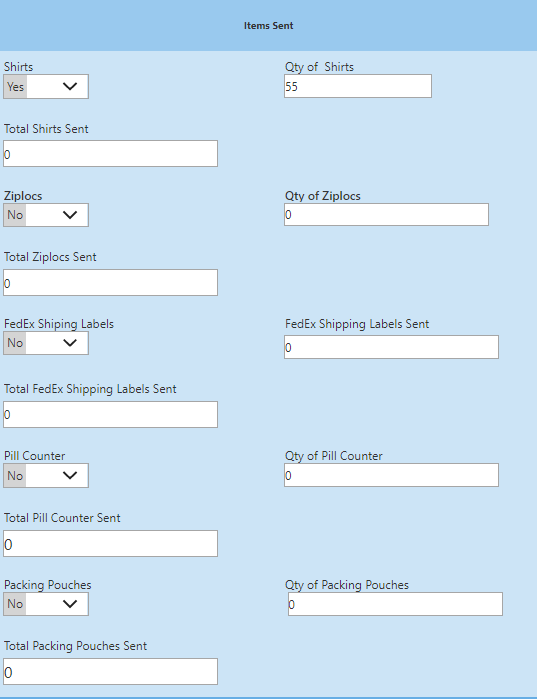 Items Sent
Shirts
Qty of Shirts
Yes
55
Total Shirts Sent
0
Ziplocs
Qty of Ziplocs
No
0
Total Ziplocs Sent
0
FedEx Shiping Labels
FedEx Shipping Labels Sent
No
0
Total FedEx Shipping Labels Sent
0
Pill Counter
Qty of Pill Counter
No
0
Total Pill Counter Sent
0
Packing Pouches
Qty of Packing Pouches
No
0
Total Packing Pouches Sent
0